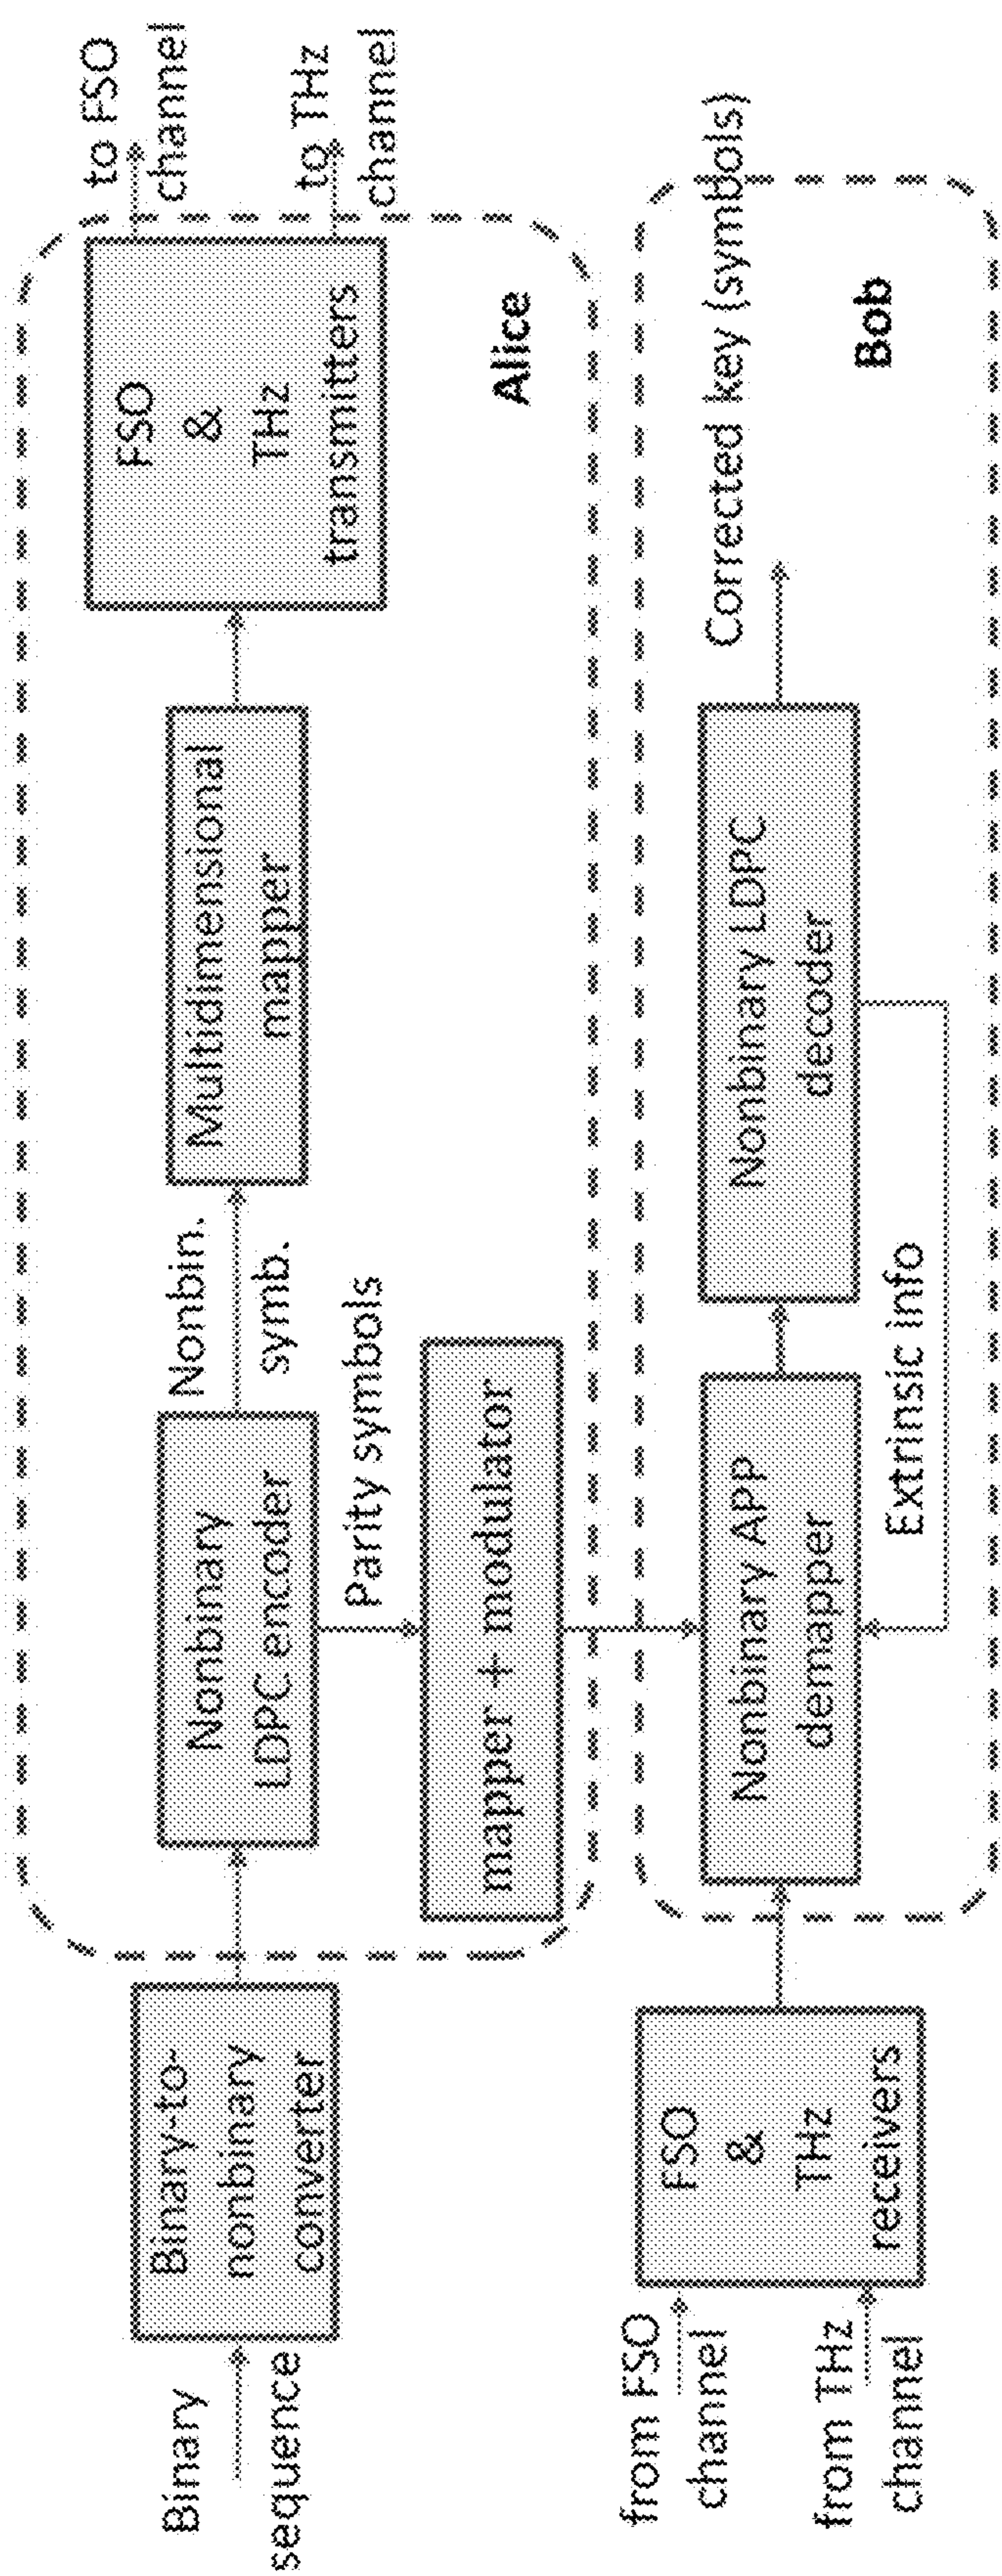 Binary
sequence
Binary-to-
nonbinary
converter
Nonbinary
LDPC encoder
Nonbin.
symb.
Multidimensional
mapper
FSO
&
THz
transmitters
to FSO
channel
to THz
channel
Parity symbols
mapper + modulator
Alice
from FSO
channel
from THz
channel
FSO
&
THz
receivers
Nonbinary APP
demapper
Nonbinary LDPC
decoder
Corrected key (symbols)
Extrinsic info
Bob